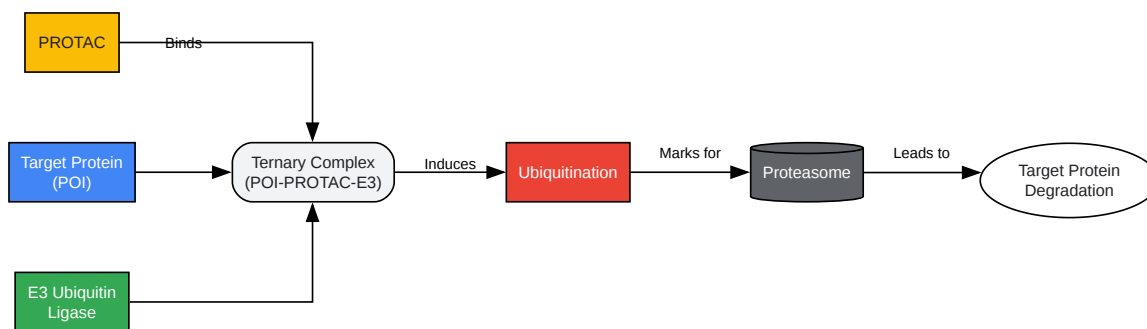 PROTAC
Binds
Target Protein
(POI)
Ternary Complex
(POI-PROTAC-E3)
Induces
Ubiquitination
Marks for
Proteasome
Leads to
Target Protein
Degradation
E3 Ubiquitin
Ligase